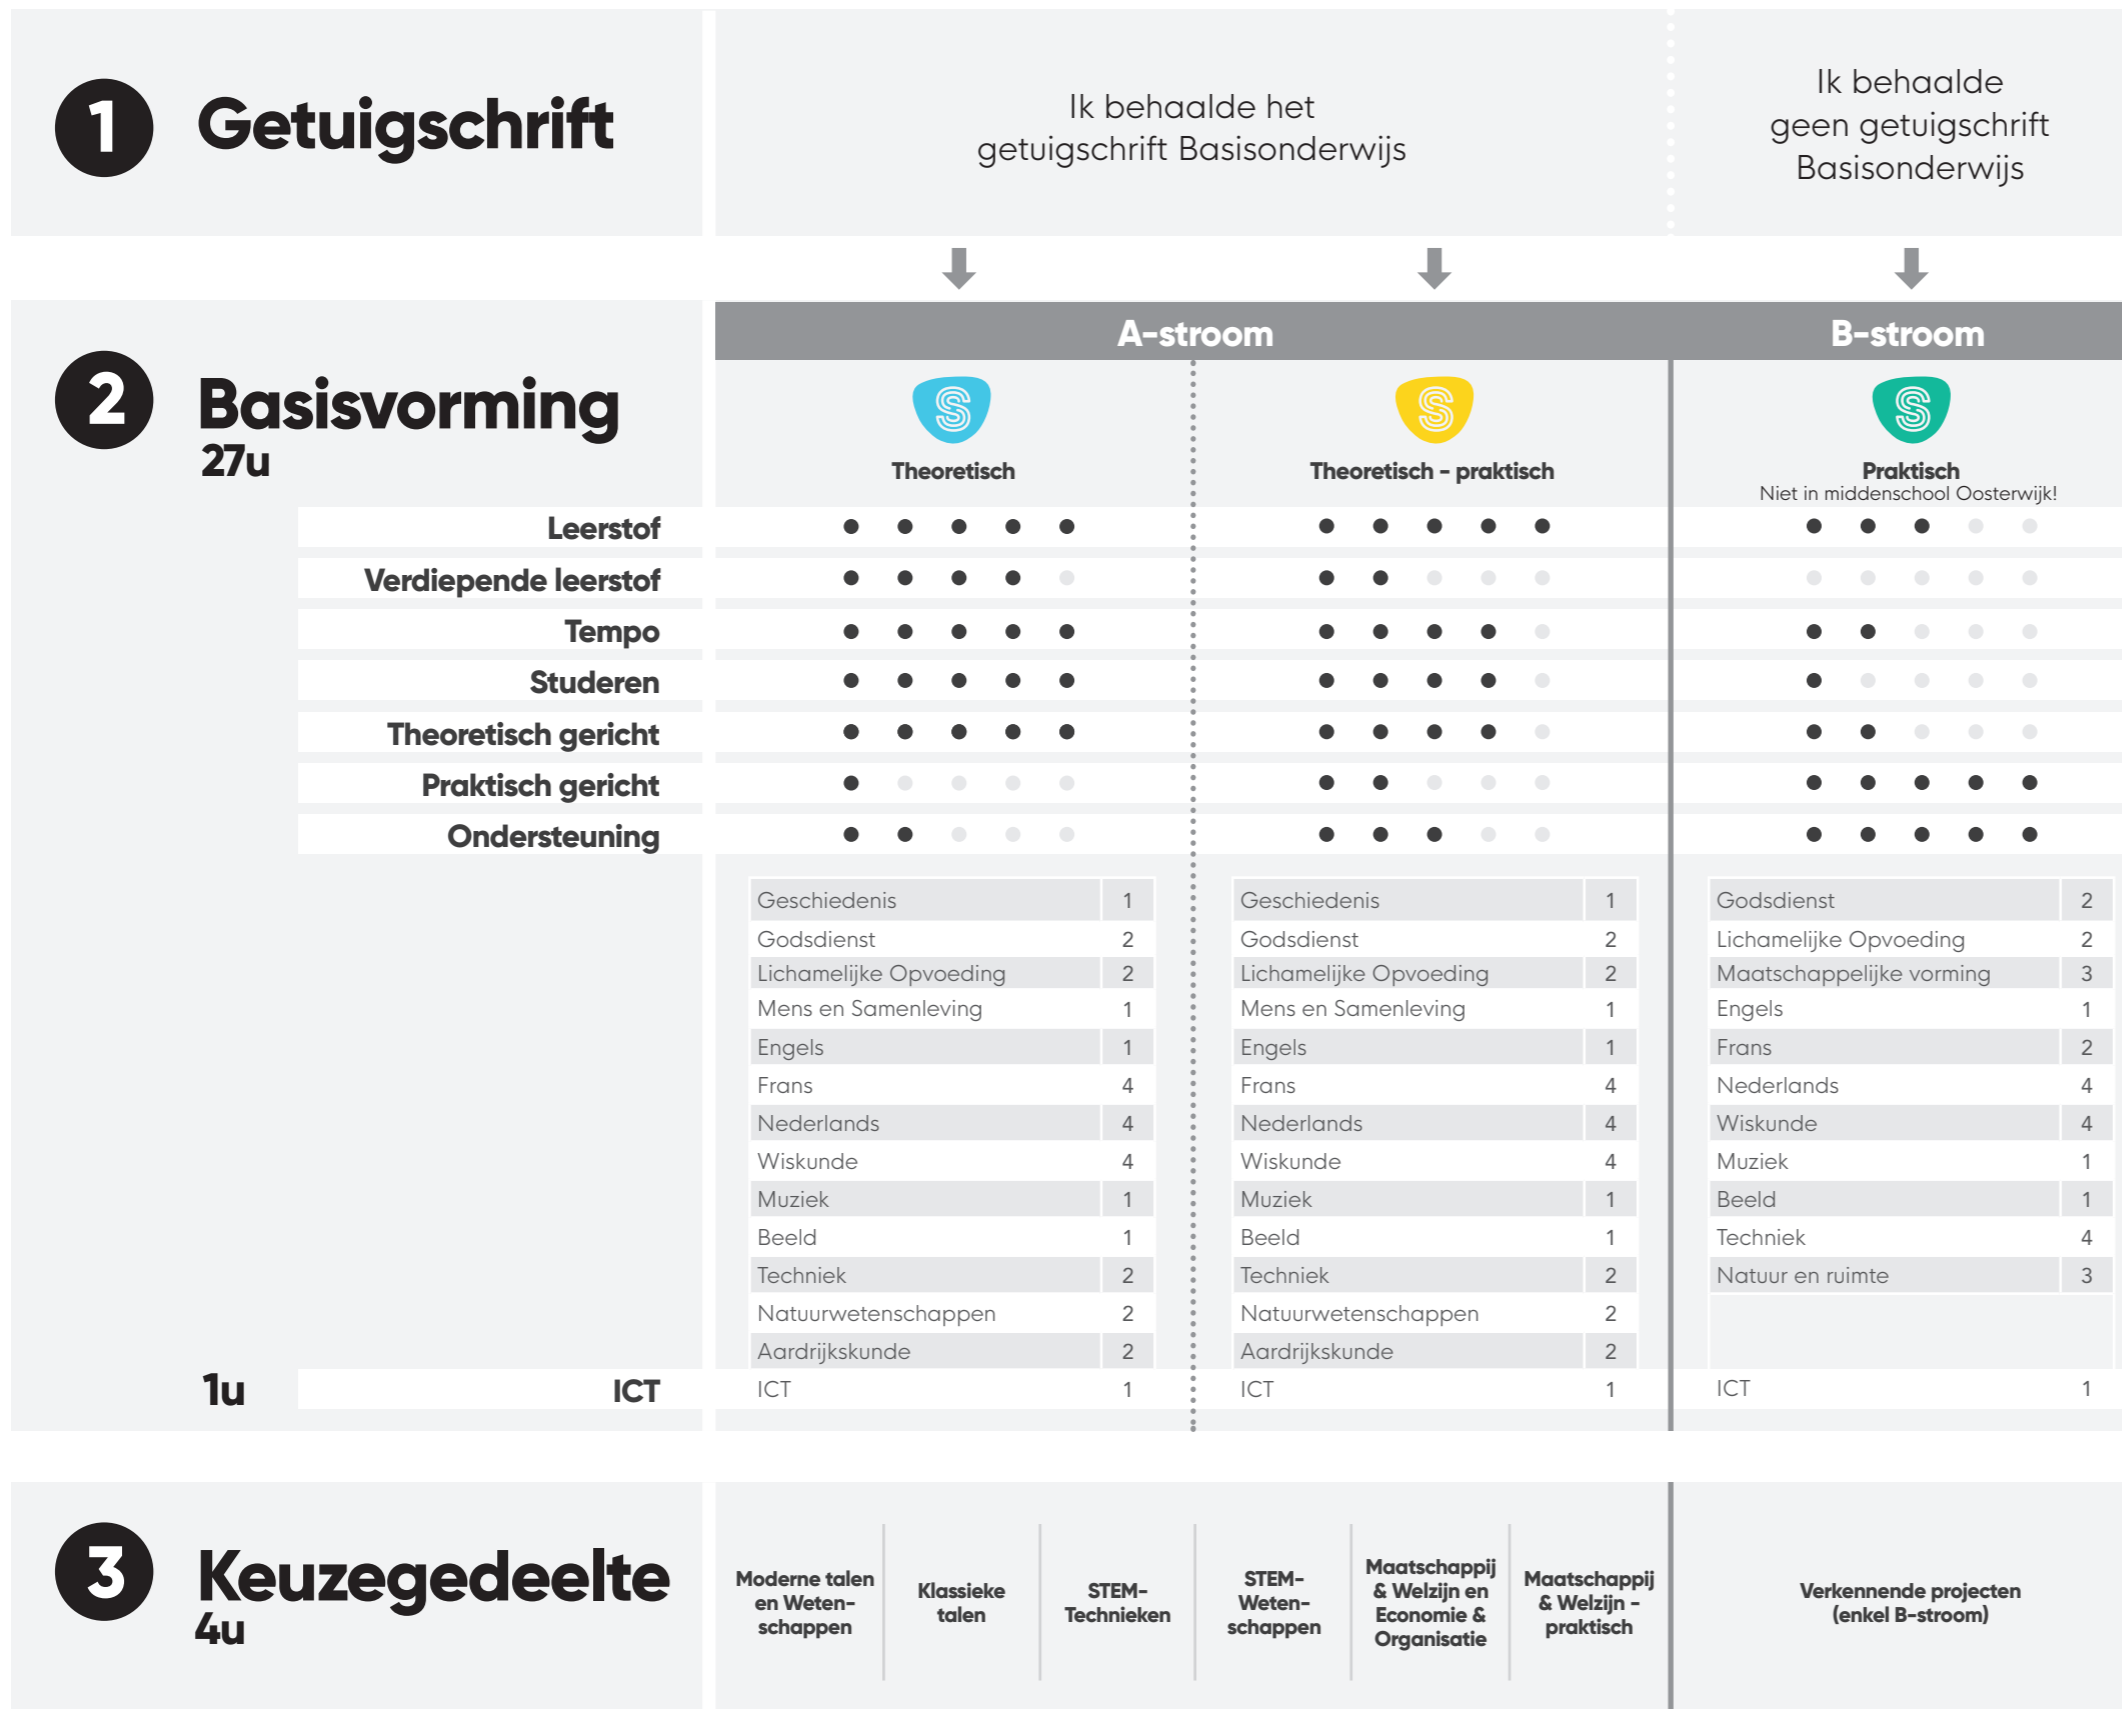 1 Getuigschrift
Ik behaalde het
getuigschrift Basisonderwijs
Ik behaalde
geen getuigschrift
Basisonderwijs
A-stroom B-stroom
2 Basisvorming
27u
S S S
Theoretisch Theoretisch - praktisch Praktisch
Niet in middenschool Oosterwijk!
Leerstof
Verdiepende leerstof
Tempo
Studeren
Theoretisch gericht
Praktisch gericht
Ondersteuning
Geschiedenis 1 Geschiedenis 1 Godsdienst 2
Godsdienst 2 Godsdienst 2 Lichamelijke Opvoeding 2
Lichamelijke Opvoeding 2 Lichamelijke Opvoeding 2 Maatschappelijke vorming 3
Mens en Samenleving 1 Mens en Samenleving 1 Engels 1
Engels 1 Engels 1 Frans 2
Frans 4 Frans 4 Nederlands 4
Nederlands 4 Nederlands 4 Wiskunde 4
Wiskunde 4 Wiskunde 4 Muziek 1
Muziek 1 Muziek 1 Beeld 1
Beeld 1 Beeld 1 Techniek 4
Techniek 2 Techniek 2 Natuur en ruimte 3
Natuurwetenschappen 2 Natuurwetenschappen 2
Aardrijkskunde 2 Aardrijkskunde 2
1u ICT ICT 1 ICT 1 ICT 1
3 Keuzegedeelte
4u
Moderne talen
en Weten-
schappen
Klassieke
talen
STEM-
Technieken
STEM-
Weten-
schappen
Maatschappij
& Welzijn en
Economie &
Organisatie
Maatschappij
& Welzijn -
praktisch
Verkennende projecten
(enkel B-stroom)